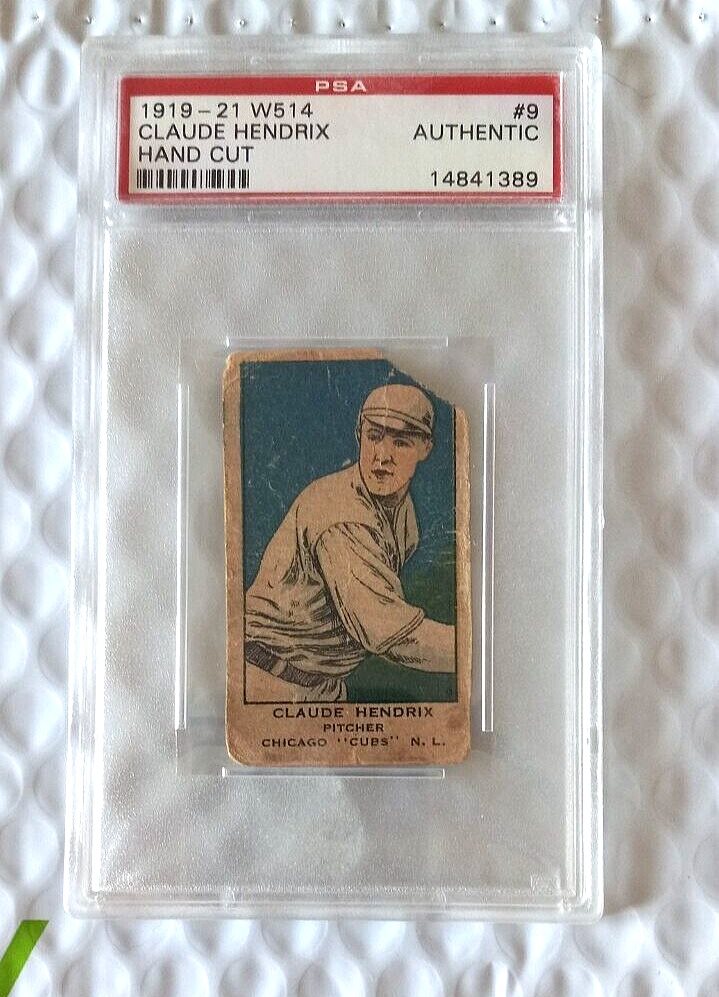 PSA
1919 - 21 W514 #9
CLAUDE HENDRIX AUTHENTIC
HAND CUT
14841389
CLAUDE HENDRIX
PITCHER
CHICAGO "CUBS" N. L.